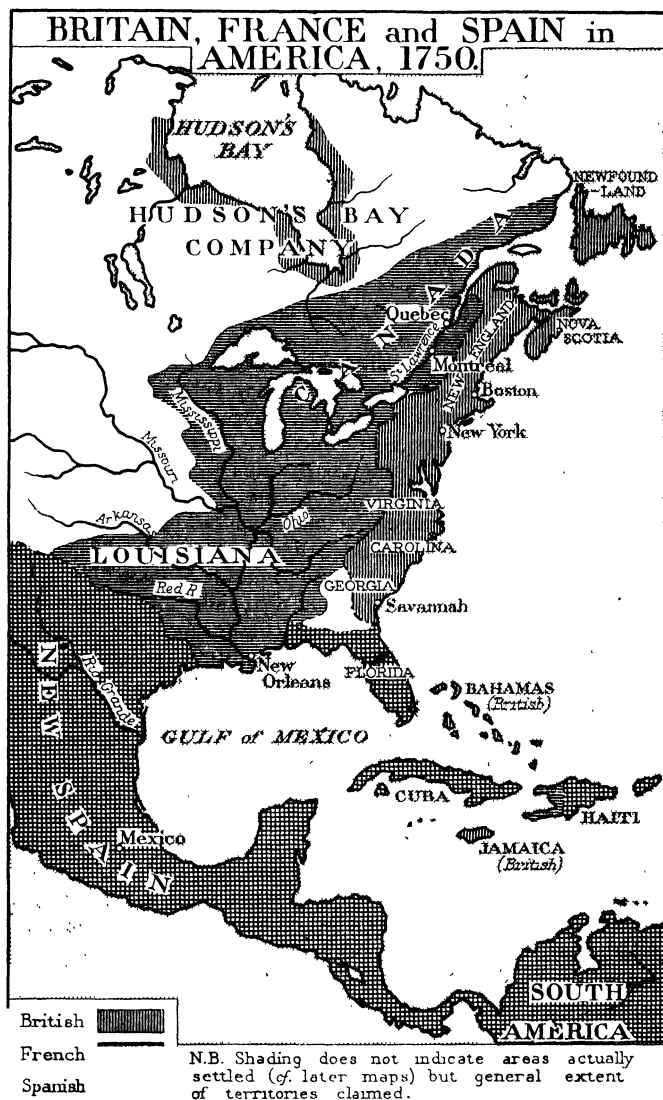 BRITAIN, FRANCE and SPAIN in
AMERICA, 1750.
HUDSON'S
BAY
NEWFOUND
-LAND
HUDSON'S BAY
COMPANY
CANADA
Quebec
NOVA
SCOTIA
St. Lawrence
NEW ENGLAND
Montreal
Boston
New York
Mississippi
Missouri
VIRGINIA
Ohio
Arkansas
CAROLINA
LOUISIANA
GEORGIA
Red R
Savannah
New
Orleans
FLORIDA
NEW SPAIN
Rio Grande
BAHAMAS
(British)
GULF of MEXICO
CUBA
HAITI
Mexico
JAMAICA
(British)
SOUTH
AMERICA
British
French
Spanish
N.B. Shading does not indicate areas actually
settled (cf. later maps) but general extent
of territories claimed.